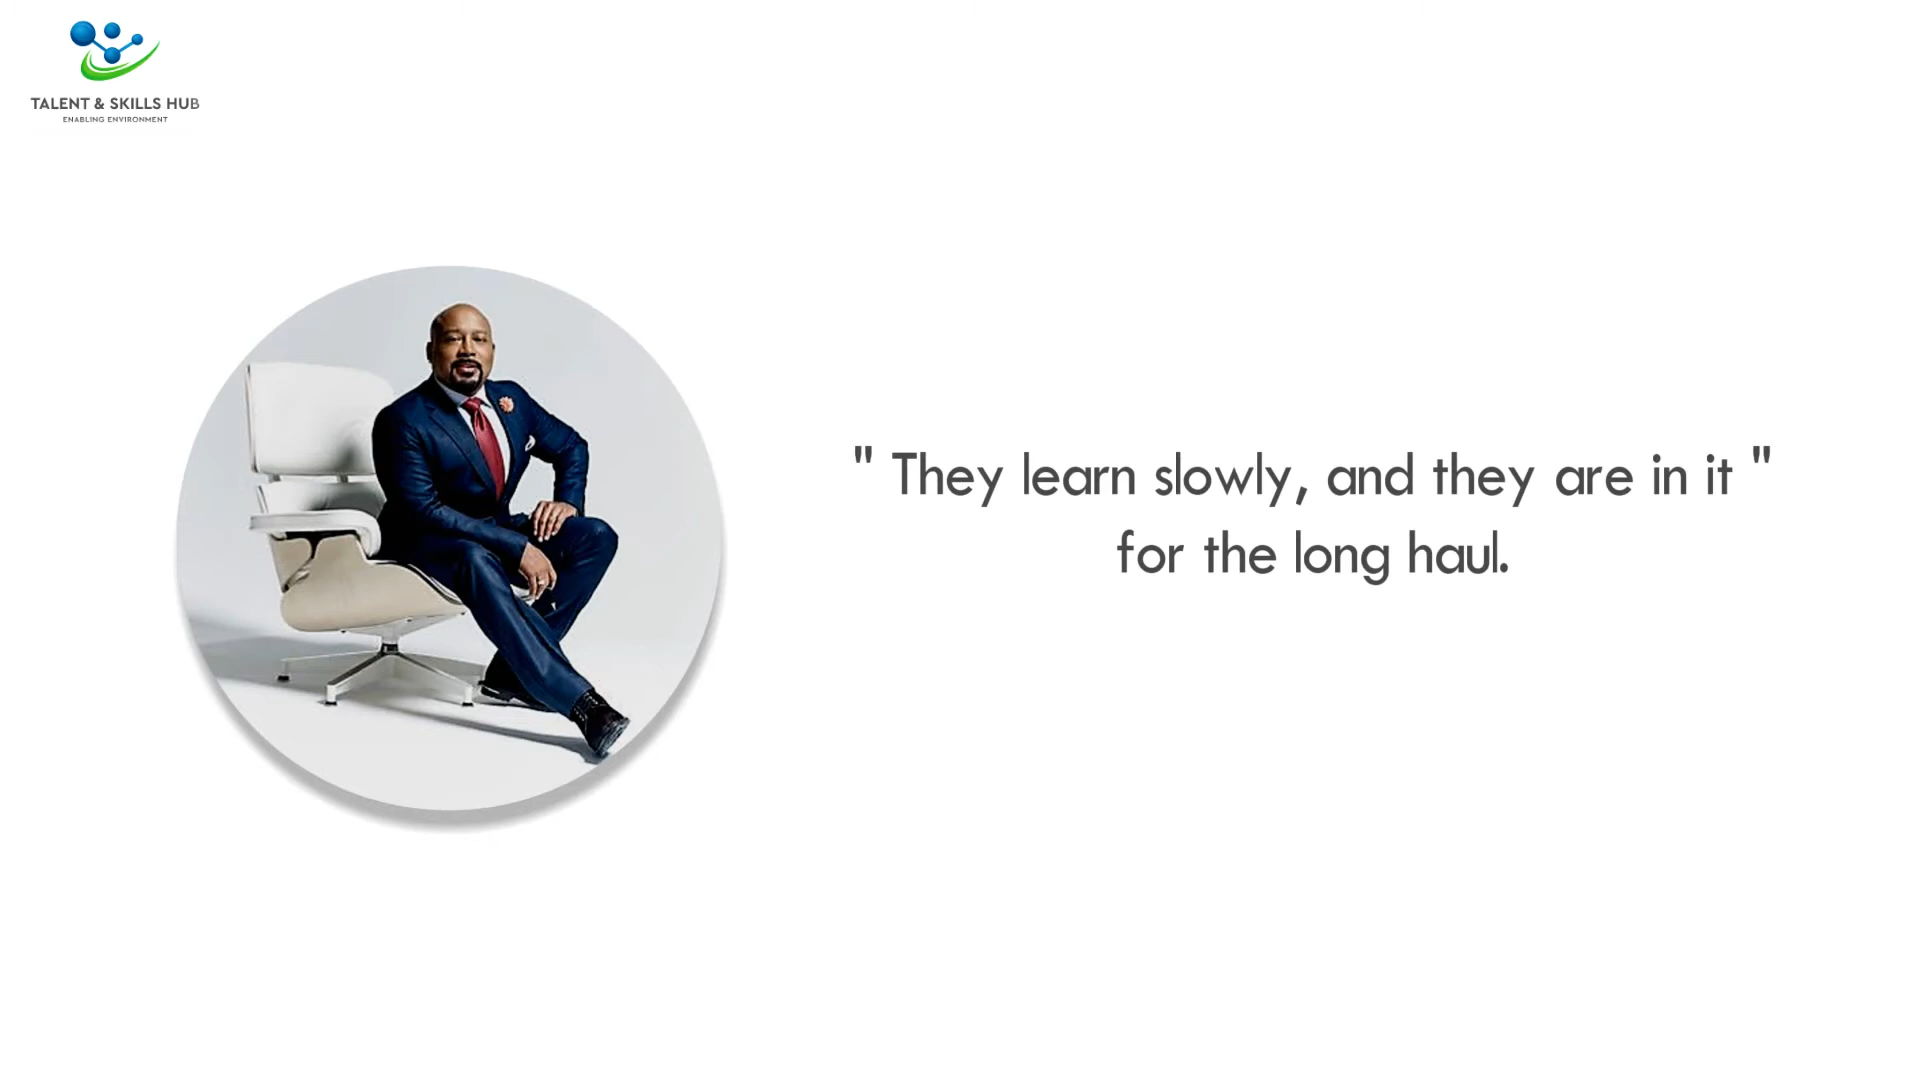 TALENT & SKILLS HUB
ENABLING ENVIRONMENT
" They learn slowly, and they are in it "
for the long haul.